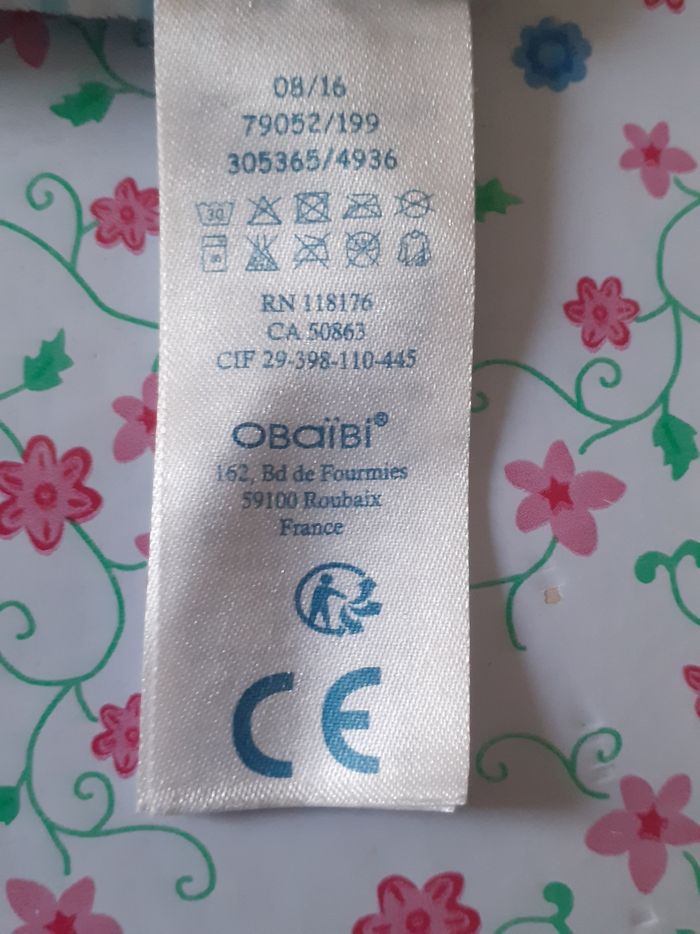 08/16
79052/199
305365/4936
30
RN 118176
CA 50863
CIF 29-398-110-445
OBaïBi®
162, Bd de Fourmies
59100 Roubaix
France
CE